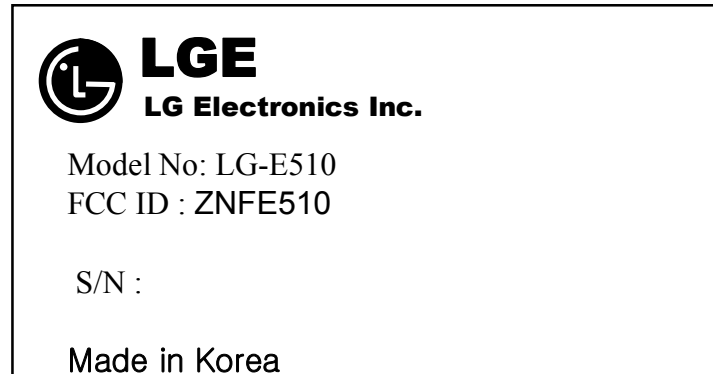 LGE
LG Electronics Inc.
Model No: LG-E510
FCC ID : ZNFE510
S/N :
Made in Korea